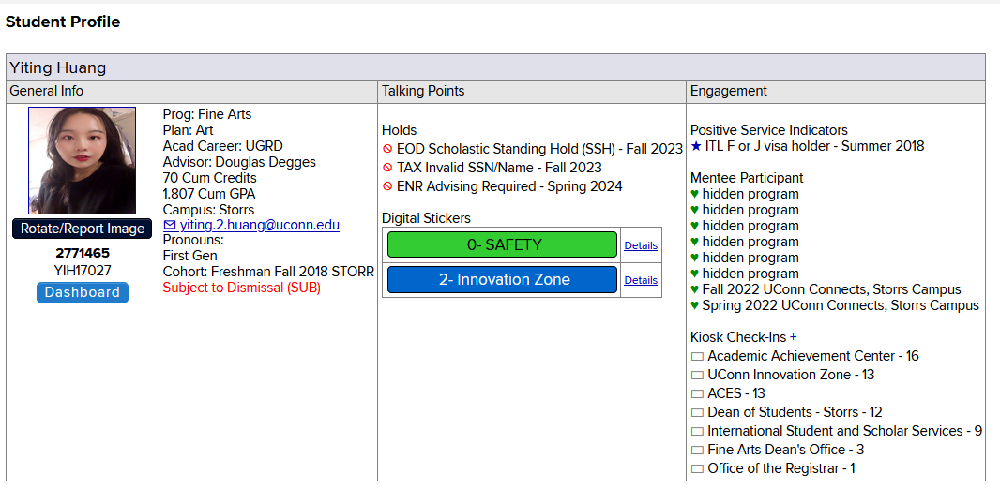 Student Profile
Yiting Huang
General Info
Rotate/Report Image
2771465
YIH17027
Dashboard
Prog: Fine Arts
Plan: Art
Acad Career: UGRD
Advisor: Douglas Degges
70 Cum Credits
1.807 Cum GPA
Campus: Storrs
yiting.2.huang@uconn.edu
Pronouns:
First Gen
Cohort: Freshman Fall 2018 STORR
Subject to Dismissal (SUB)
Talking Points
Holds
EOD Scholastic Standing Hold (SSH) - Fall 2023
TAX Invalid SSN/Name - Fall 2023
ENR Advising Required - Spring 2024
Digital Stickers
0- SAFETY Details
2- Innovation Zone Details
Engagement
Positive Service Indicators
★ ITL F or J visa holder - Summer 2018
Mentee Participant
♥ hidden program
♥ hidden program
♥ hidden program
♥ hidden program
♥ hidden program
♥ hidden program
♥ Fall 2022 UConn Connects, Storrs Campus
♥ Spring 2022 UConn Connects, Storrs Campus
Kiosk Check-Ins +
Academic Achievement Center - 16
UConn Innovation Zone - 13
ACES - 13
Dean of Students - Storrs - 12
International Student and Scholar Services - 9
Fine Arts Dean's Office - 3
Office of the Registrar - 1